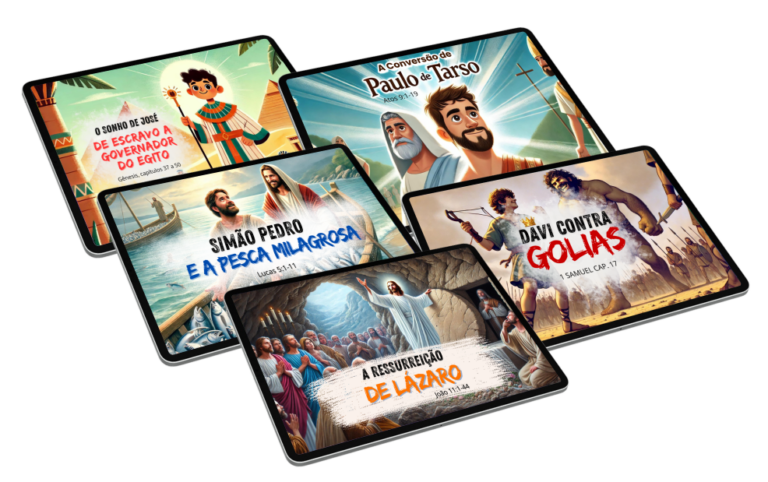 O SONHO DE JOSÉ
DE ESCRAVO A
GOVERNADOR
DO EGITO
Gênesis, capítulos 37 a 50
A Conversão de
Paulo de Tarso
Atos 9:1-19
SIMÃO PEDRO
E A PESCA MILAGROSA
Lucas 5:1-11
DAVI CONTRA
GOLIAS
1 SAMUEL CAP. 17
A RESSURREIÇÃO
DE LÁZARO
João 11:1-44